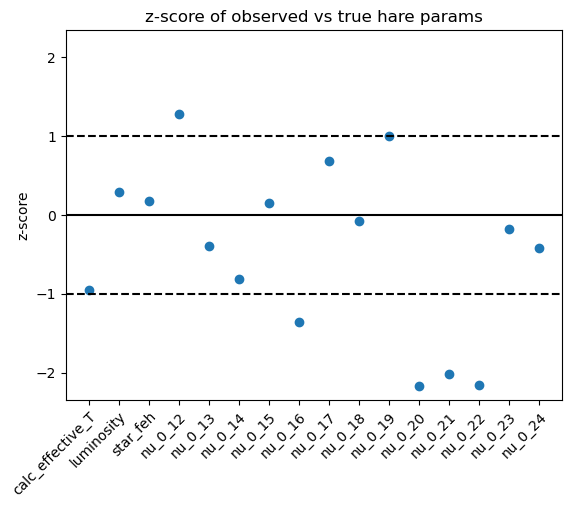 z-score of observed vs true hare params
z-score
2
1
0
−1
−2
calc_effective_T
luminosity
star_feh
nu_0_12
nu_0_13
nu_0_14
nu_0_15
nu_0_16
nu_0_17
nu_0_18
nu_0_19
nu_0_20
nu_0_21
nu_0_22
nu_0_23
nu_0_24